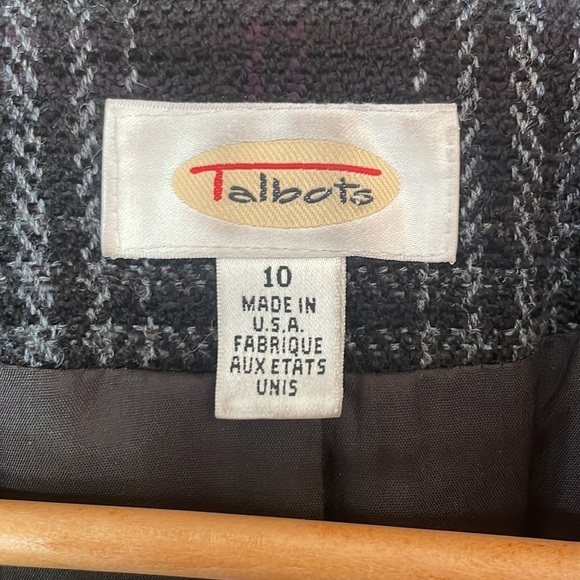 Talbots
10
MADE IN
U.S.A.
FABRIQUE
AUX ETATS
UNIS